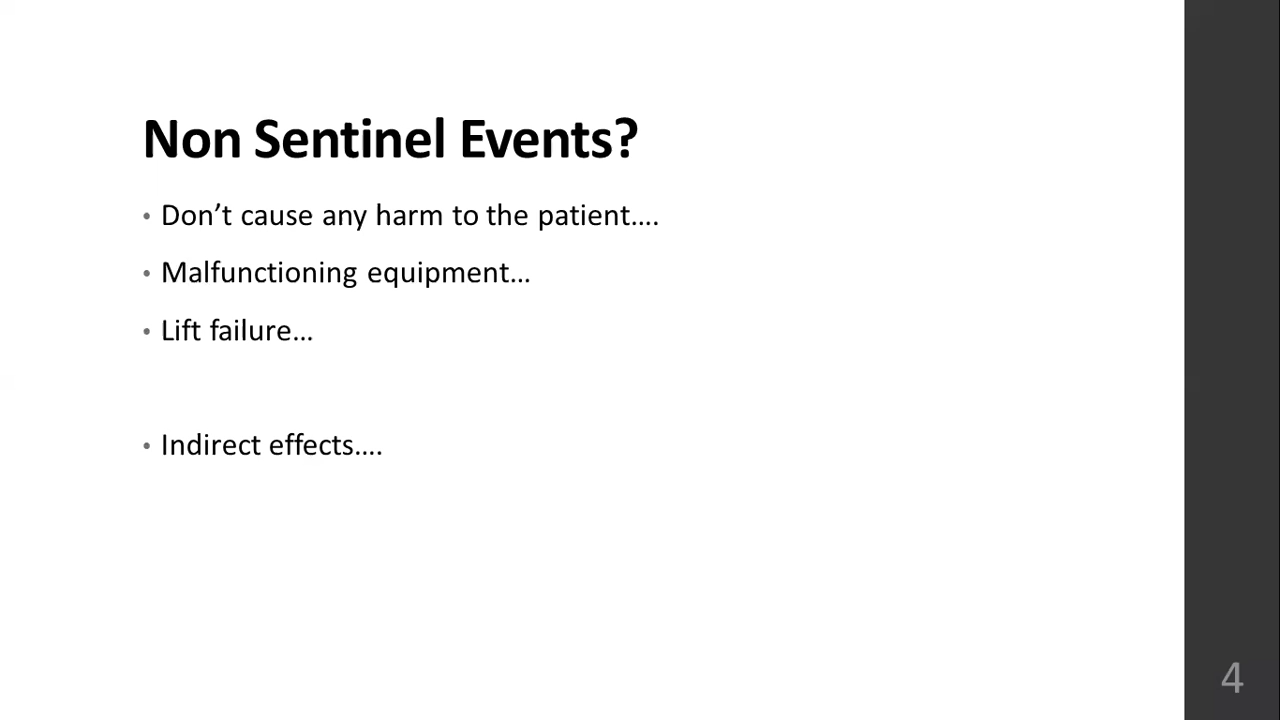 Non Sentinel Events?
• Don’t cause any harm to the patient….
• Malfunctioning equipment…
• Lift failure…
• Indirect effects….
4